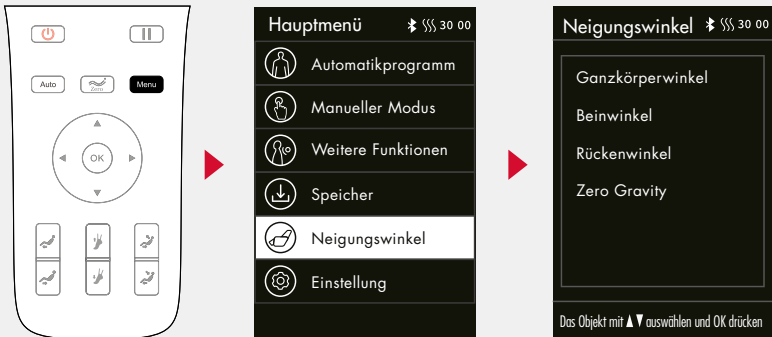 Auto
Zero
Menu
OK
Hauptmenü 30 00
Automatikprogramm
Manueller Modus
Weitere Funktionen
Speicher
Neigungswinkel
Einstellung
Neigungswinkel 30 00
Ganzkörperwinkel
Beinwinkel
Rückenwinkel
Zero Gravity
Das Objekt mit ▲▼ auswählen und OK drücken